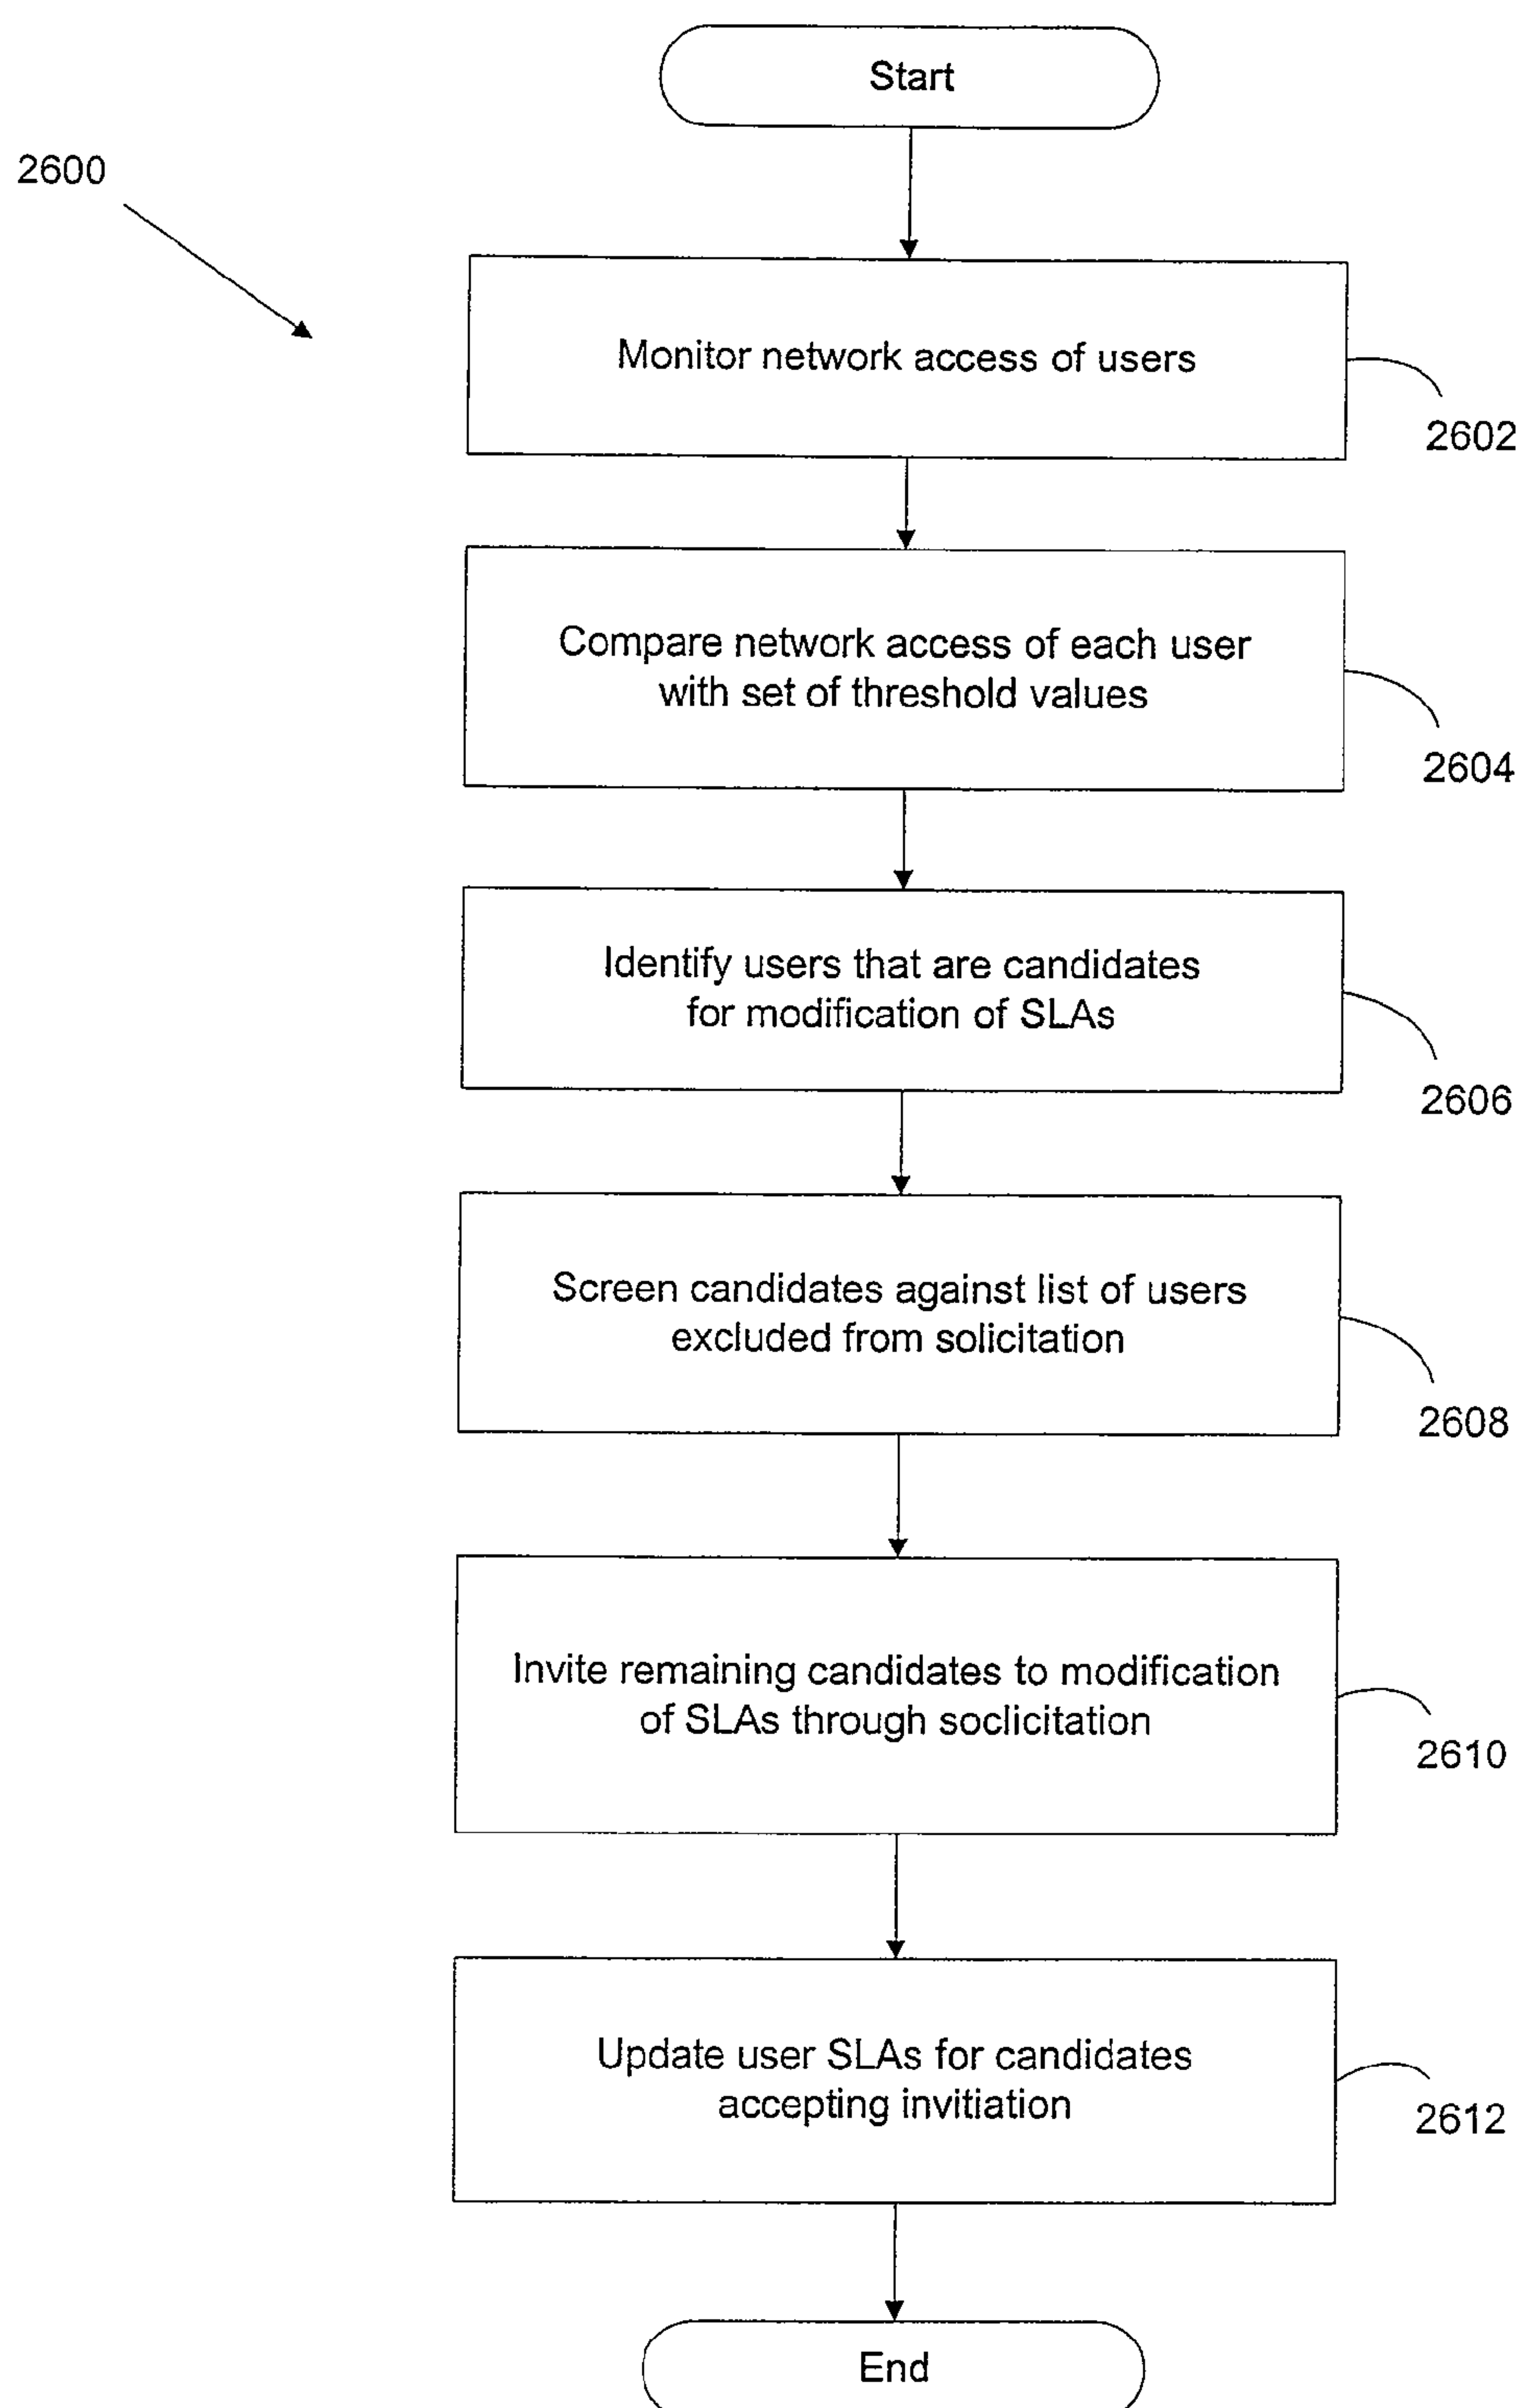 Start
2600
Monitor network access of users
2602
Compare network access of each user
with set of threshold values
2604
Identify users that are candidates
for modification of SLAs
2606
Screen candidates against list of users
excluded from solicitation
2608
Invite remaining candidates to modification
of SLAs through soclicitation
2610
Update user SLAs for candidates
accepting invitiation
2612
End